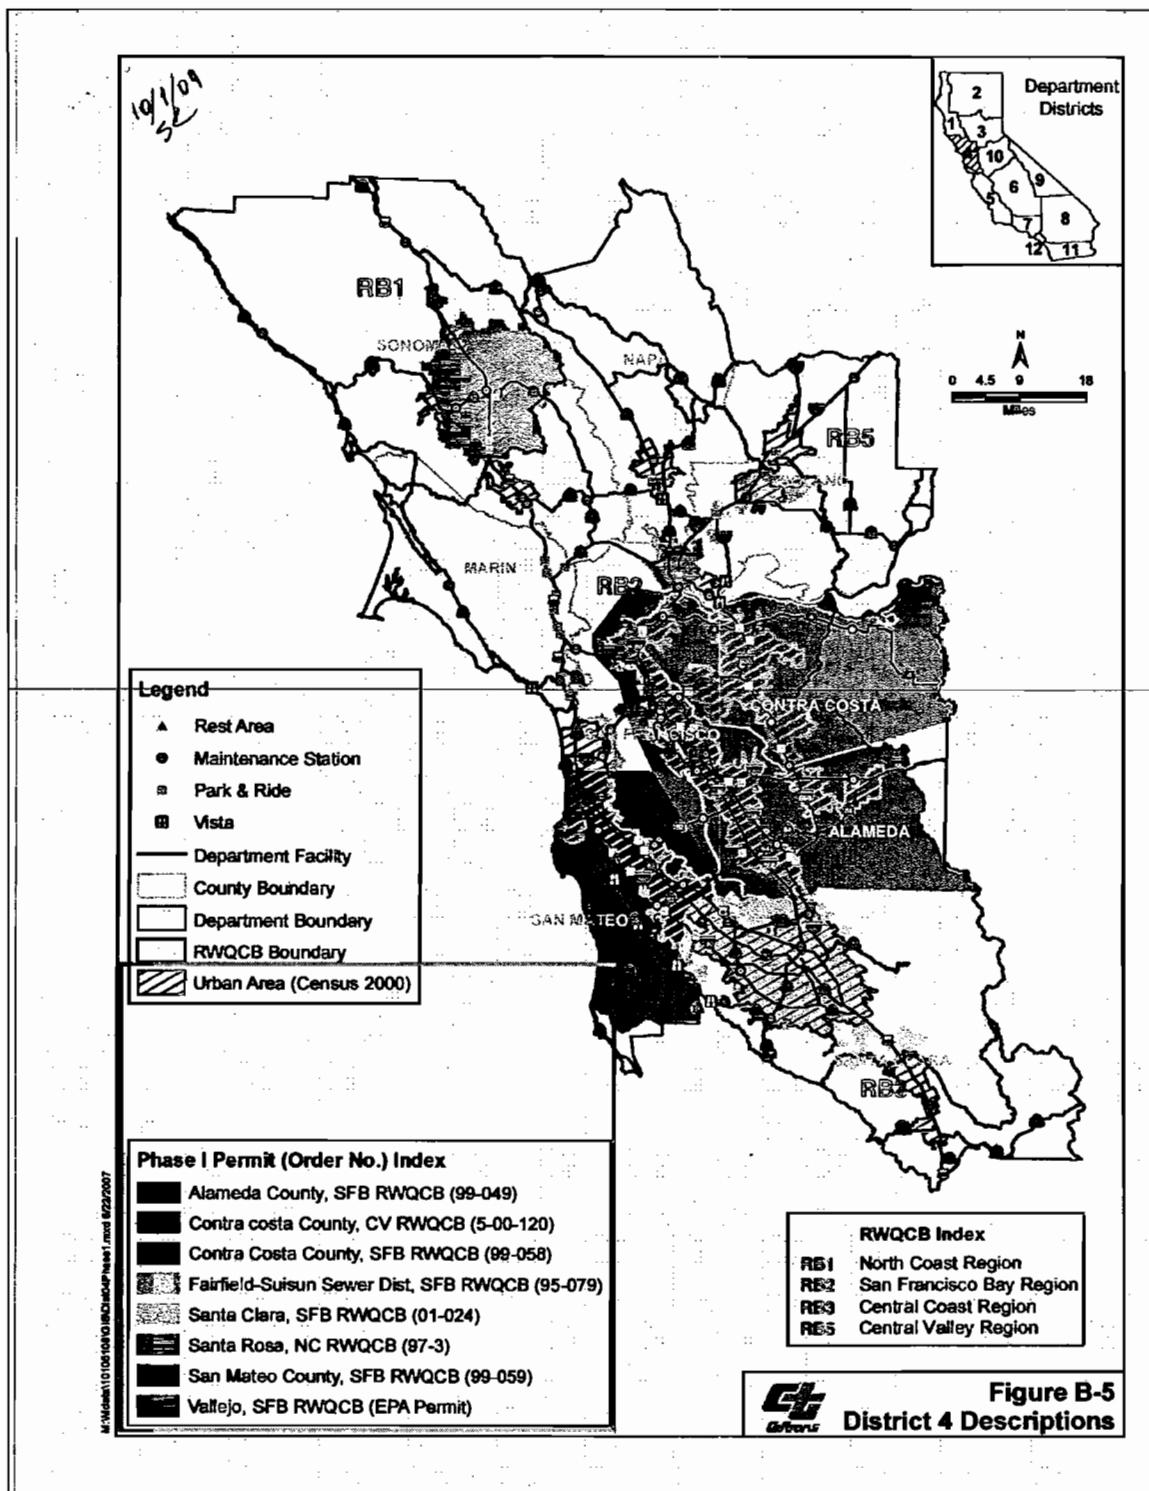 10/1/09
SL
Department
Districts
2
1
3
4
10
6
9
5
7
8
12
11
RB1
SONOMA
NAPA
RB5
N
0 4.5 9 18
Miles
MARIN
RB2
CONTRA COSTA
SAN FRANCISCO
ALAMEDA
SAN MATEO
RB3
Legend
Rest Area
Maintenance Station
Park & Ride
Vista
Department Facility
County Boundary
Department Boundary
RWQCB Boundary
Urban Area (Census 2000)
Phase I Permit (Order No.) Index
Alameda County, SFB RWQCB (99-049)
Contra costa County, CV RWQCB (5-00-120)
Contra Costa County, SFB RWQCB (99-058)
Fairfield-Suisun Sewer Dist, SFB RWQCB (95-079)
Santa Clara, SFB RWQCB (01-024)
Santa Rosa, NC RWQCB (97-3)
San Mateo County, SFB RWQCB (99-059)
Vallejo, SFB RWQCB (EPA Permit)
RWQCB Index
RB1 North Coast Region
RB2 San Francisco Bay Region
RB3 Central Coast Region
RB5 Central Valley Region
Caltrans
Figure B-5
District 4 Descriptions